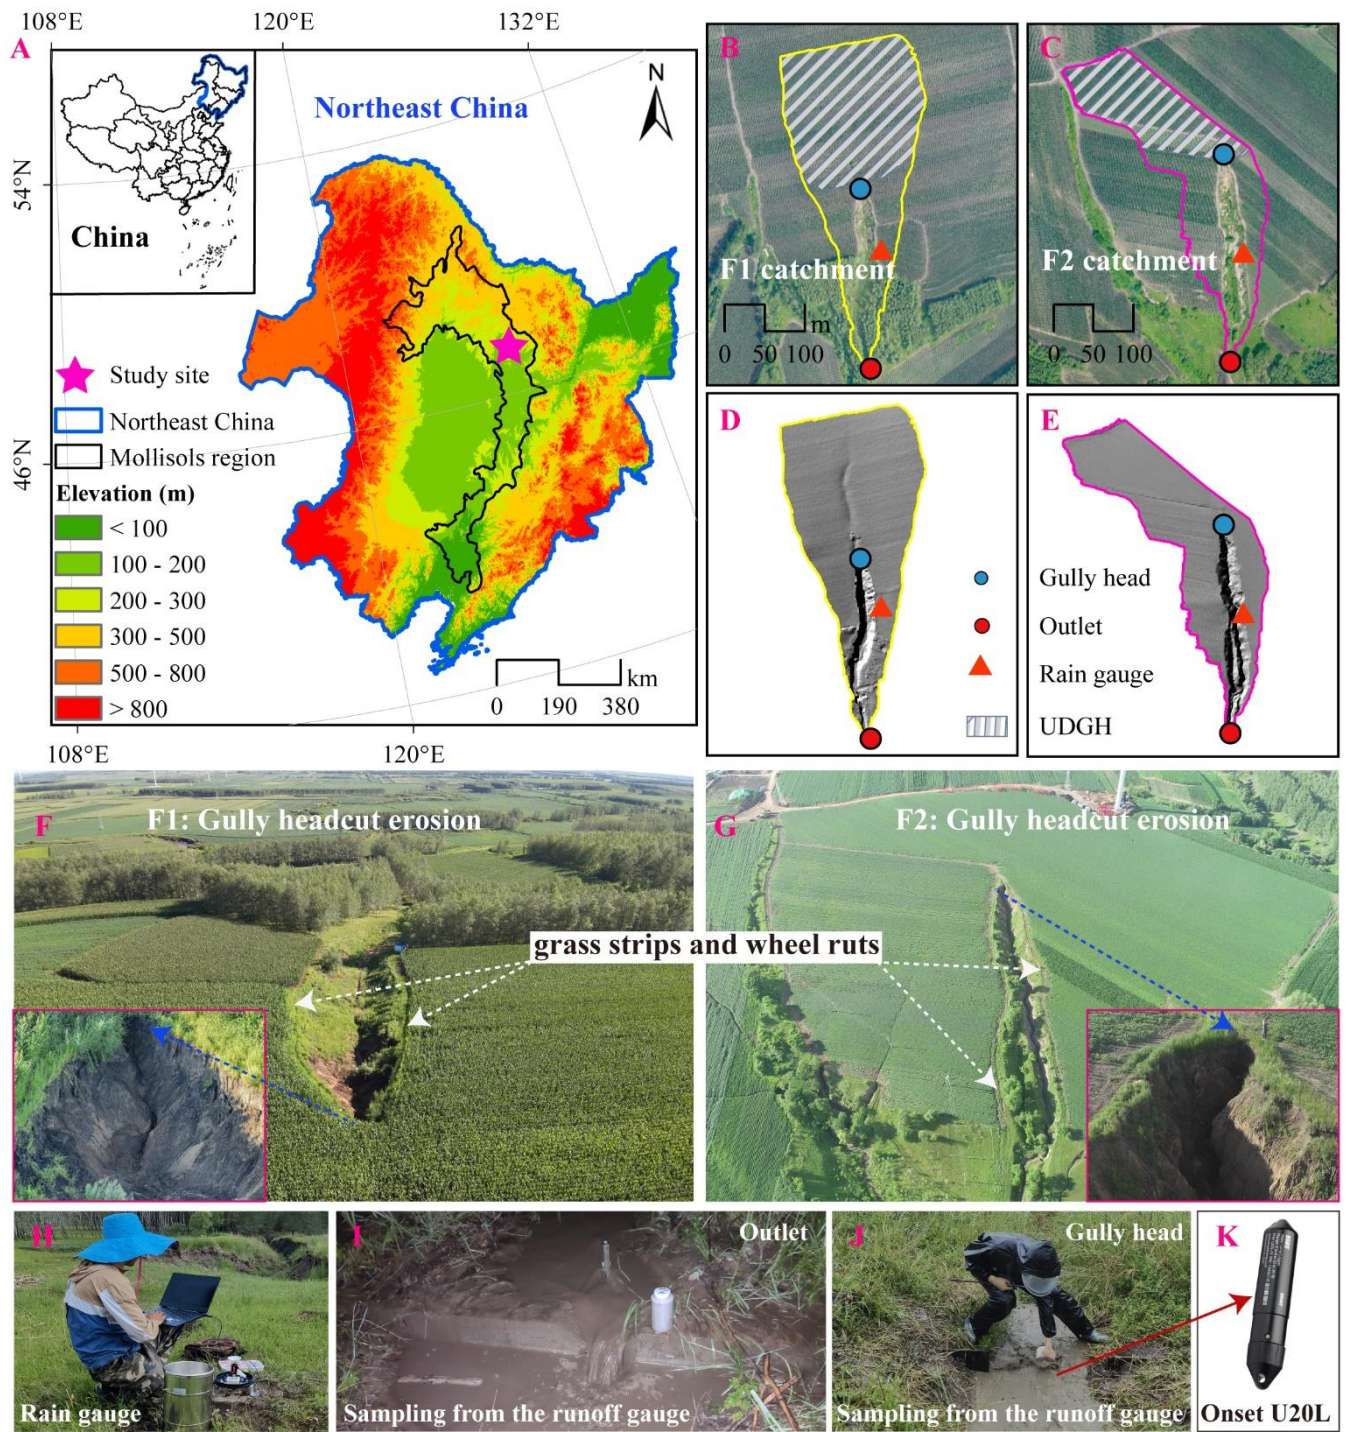 108°E
120°E
132°E
A
N
Northeast China
54°N
China
Study site
Northeast China
Mollisols region
46°N
Elevation (m)
< 100
100 - 200
200 - 300
300 - 500
500 - 800
> 800
km
0 190 380
108°E
120°E
B
F1 catchment
m
0 50 100
C
F2 catchment
0 50 100
D
Gully head
Outlet
Rain gauge
UDGH
E
F
F1: Gully headcut erosion
G
F2: Gully headcut erosion
grass strips and wheel ruts
H
Rain gauge
I
Outlet
Sampling from the runoff gauge
J
Gully head
Sampling from the runoff gauge
K
Onset U20L